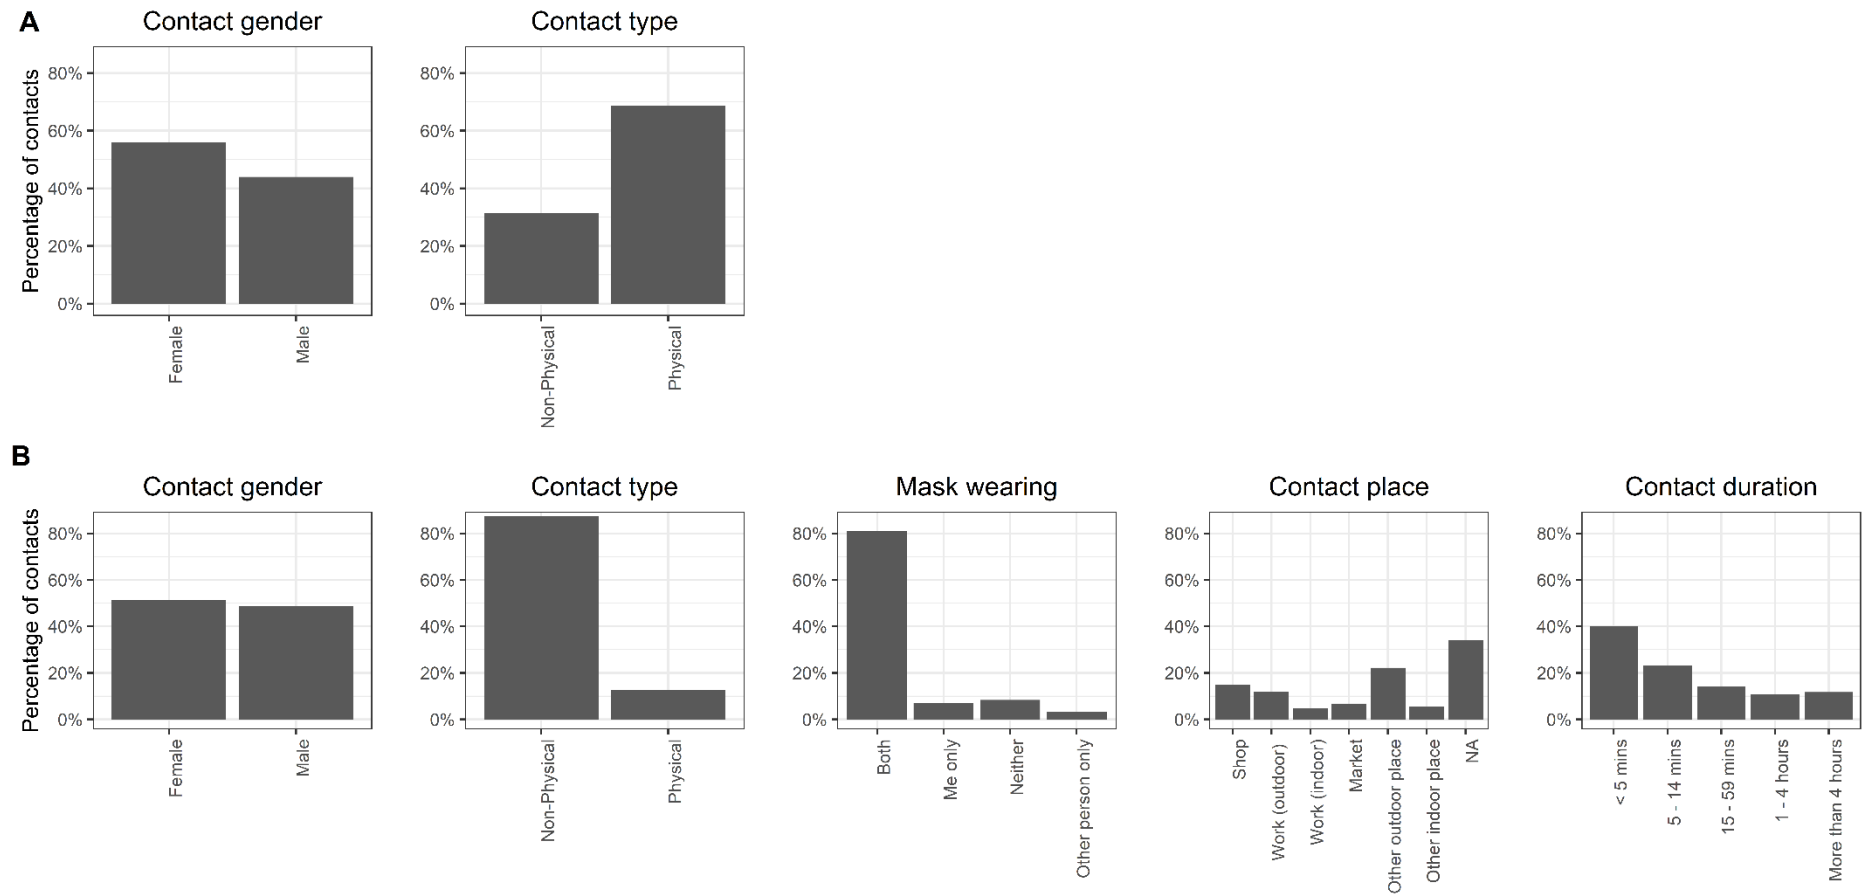 A
Contact gender
Contact type
Percentage of contacts
80%
60%
40%
20%
0%
Female
Male
80%
60%
40%
20%
0%
Non-Physical
Physical
B
Contact gender
Contact type
Mask wearing
Contact place
Contact duration
Percentage of contacts
80%
60%
40%
20%
0%
Female
Male
80%
60%
40%
20%
0%
Non-Physical
Physical
80%
60%
40%
20%
0%
Both
Me only
Neither
Other person only
80%
60%
40%
20%
0%
Shop
Work (outdoor)
Work (indoor)
Market
Other outdoor place
Other indoor place
NA
80%
60%
40%
20%
0%
< 5 mins
5 - 14 mins
15 - 59 mins
1 - 4 hours
More than 4 hours